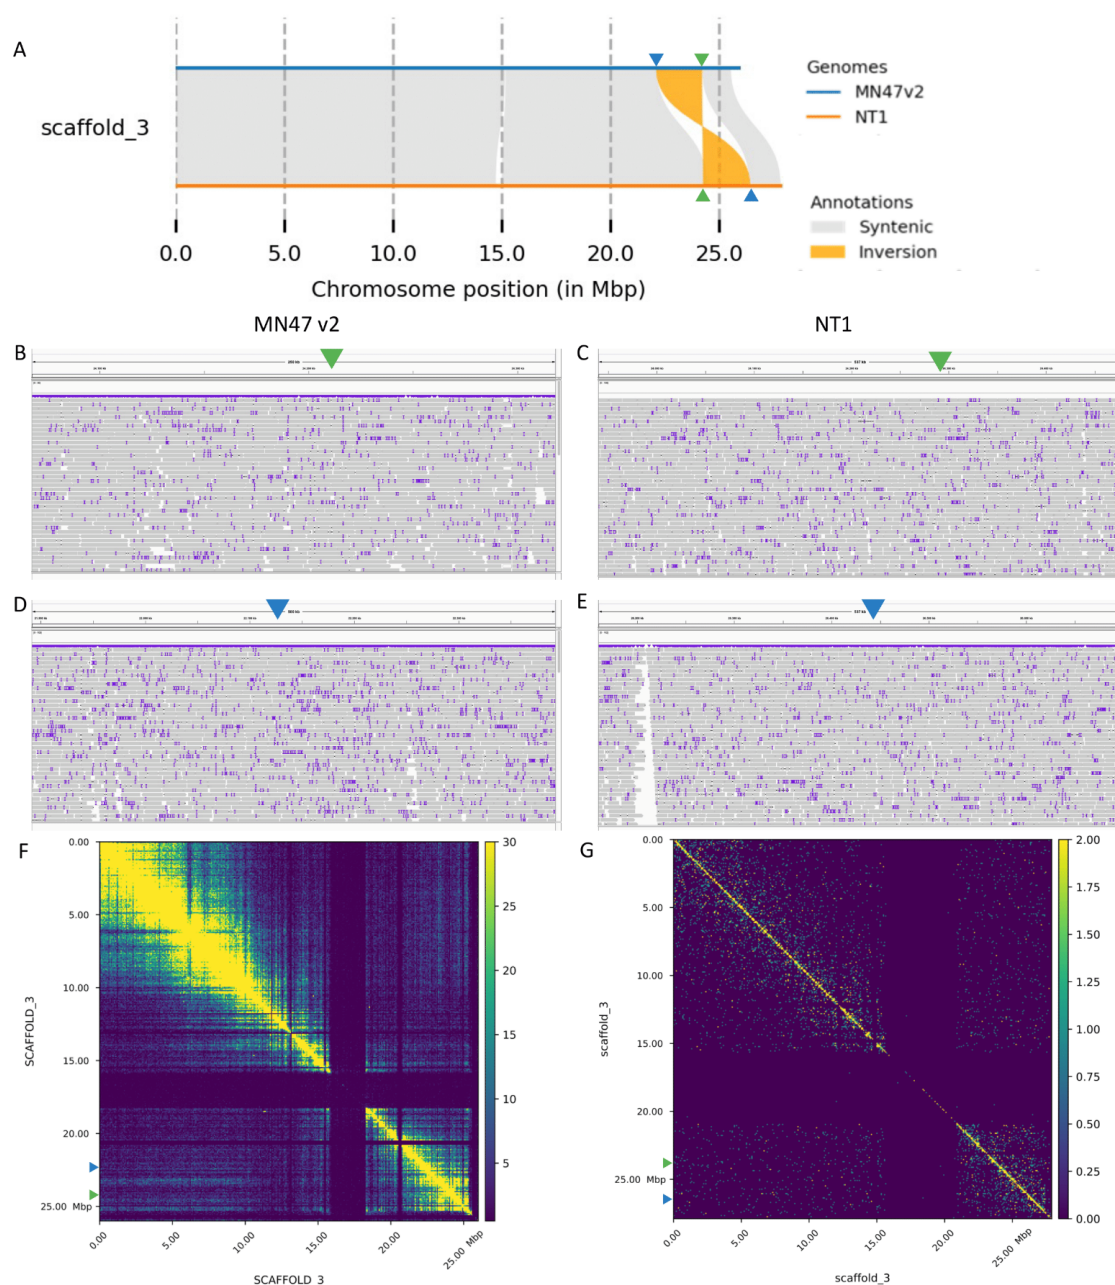 A
scaffold_3
Genomes
MN47v2
NT1
Annotations
Syntenic
Inversion
0.0 5.0 10.0 15.0 20.0 25.0
Chromosome position (in Mbp)
MN47 v2 NT1
B
C
D
E
F
0.00
5.00
10.00
15.00
20.00
25.00
SCAFFOLD_3
0.00 5.00 10.00 15.00 20.00 25.00 Mbp
SCAFFOLD_3
30
25
20
15
10
5
G
0.00
5.00
10.00
15.00
20.00
25.00 Mbp
scaffold_3
0.00 5.00 10.00 15.00 20.00 25.00 Mbp
scaffold_3
2.00
1.75
1.50
1.25
1.00
0.75
0.50
0.25
0.00